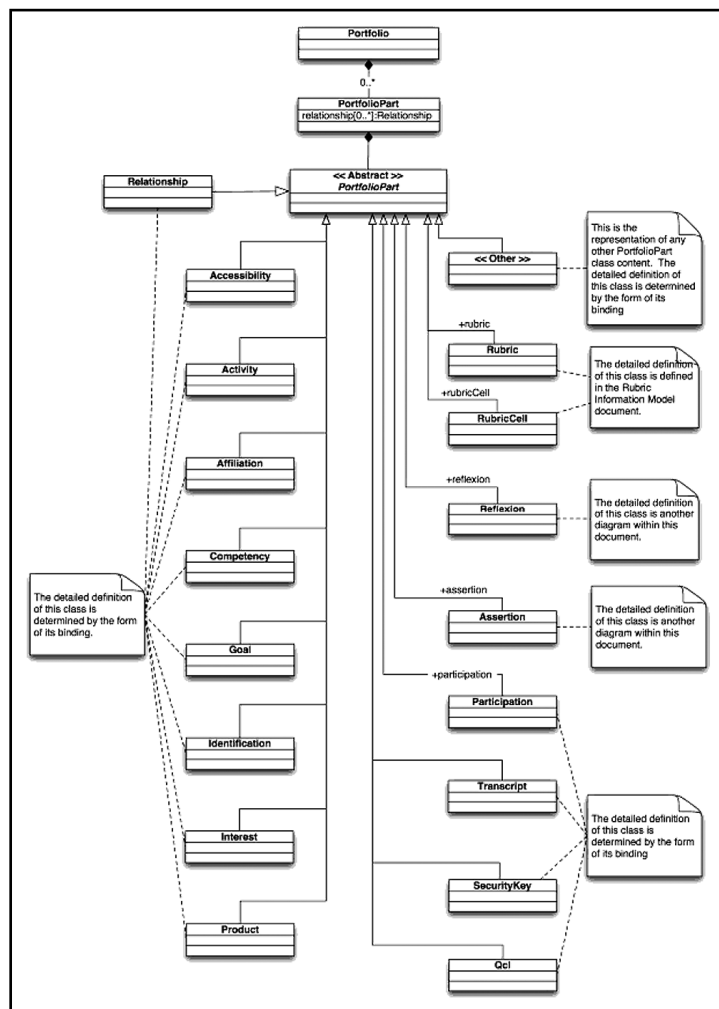 Portfolio
0..*
PortfolioPart
relationship[0..*]:Relationship
<< Abstract >>
PortfolioPart
Relationship
Accessibility
Activity
Affiliation
Competency
The detailed definition
of this class is
determined by the form
of its binding.
Goal
Identification
Interest
Product
<< Other >>
This is the
representation of any
other PortfolioPart
class content. The
detailed definition of
this class is determined
by the form of its
binding
+rubric
Rubric
+rubricCell
RubricCell
The detailed definition
of this class is defined
in the Rubric
Information Model
document.
+reflexion
Reflexion
The detailed definition
of this class is another
diagram within this
document.
+assertion
Assertion
The detailed definition
of this class is another
diagram within this
document.
+participation
Participation
Transcript
SecurityKey
Qcl
The detailed definition
of this class is
determined by the form
of its binding